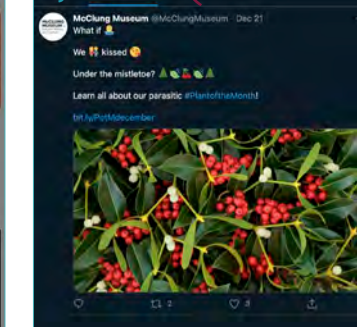 McClung Museum @McClungMuseum · Dec 21
What if
We kissed
Under the mistletoe?
Learn all about our parasitic #PlantoftheMonth!
bit.ly/PotMdecember
2 3